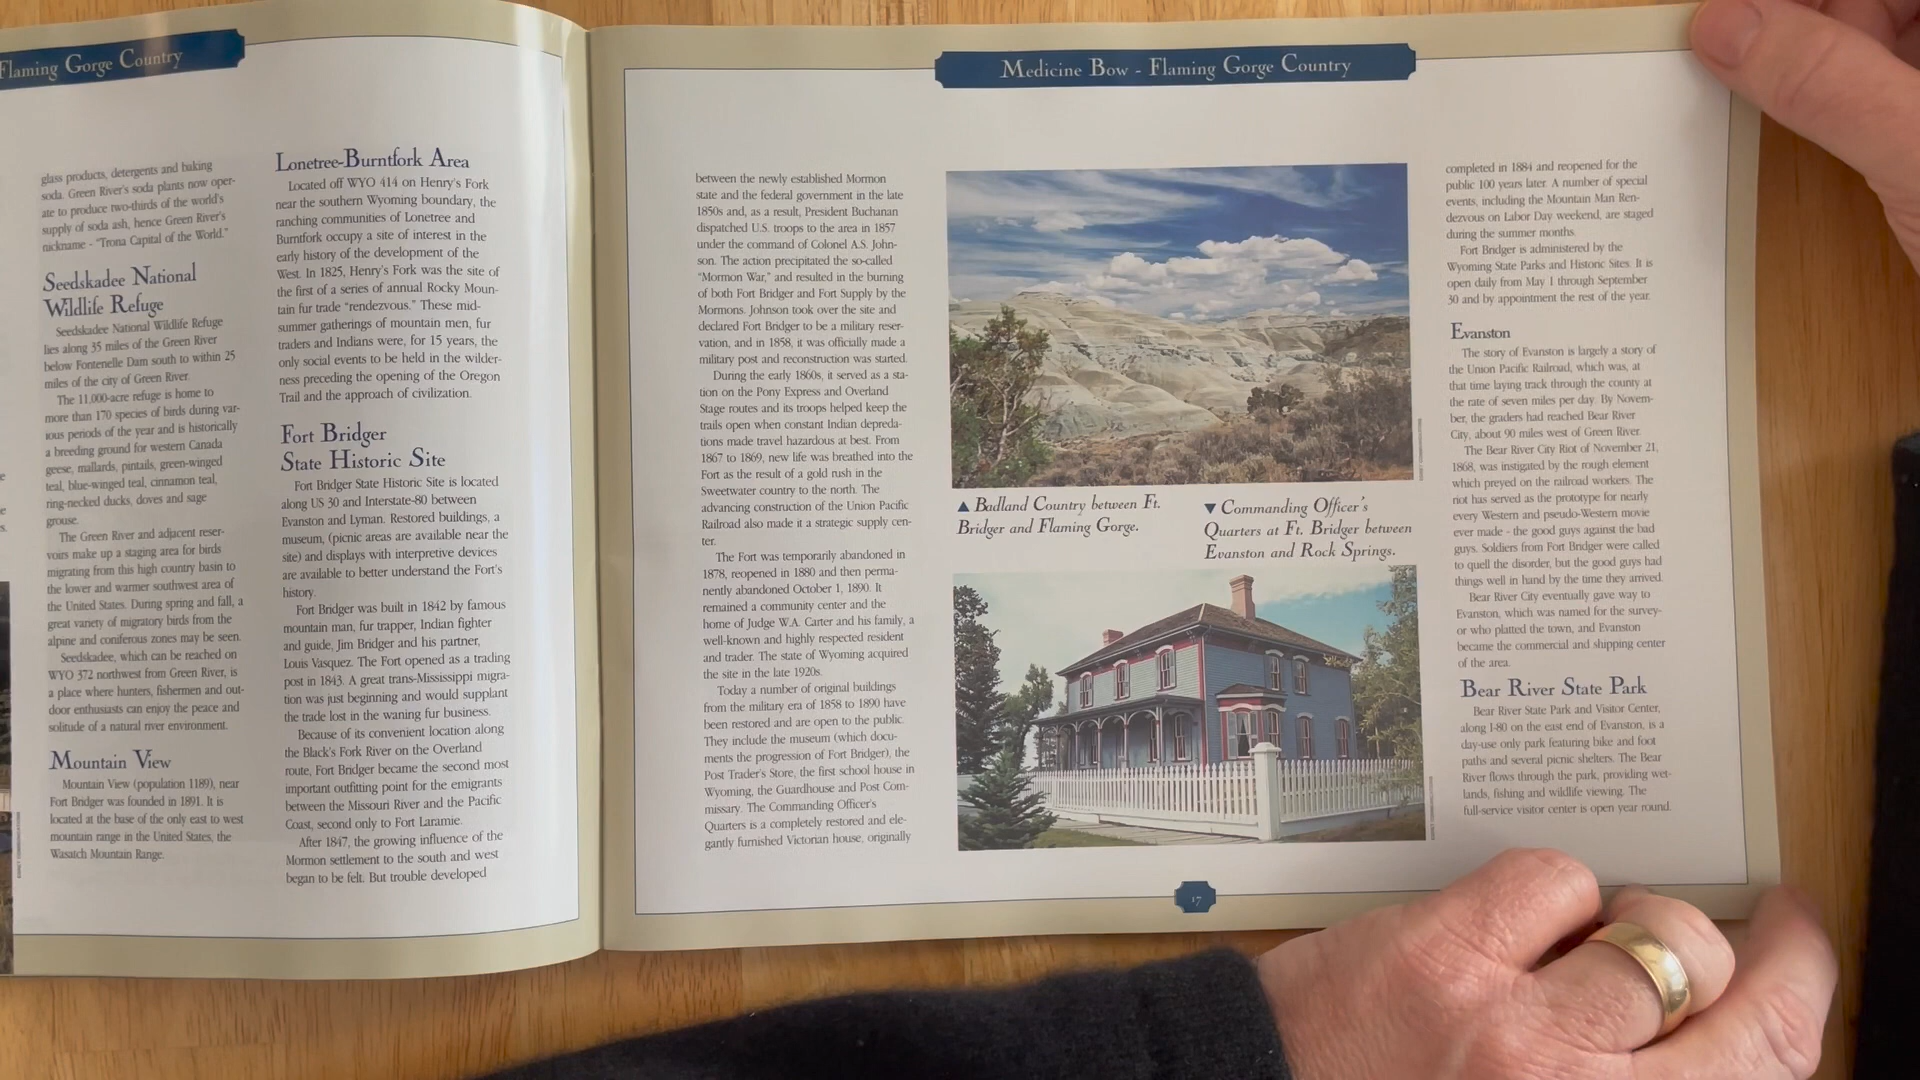 Flaming Gorge Country
glass products, detergents and baking
soda. Green River's soda plants now oper-
ate to produce two-thirds of the world's
supply of soda ash, hence Green River's
nickname - "Trona Capital of the World."
Seedskadee National
Wildlife Refuge
Seedskadee National Wildlife Refuge
lies along 35 miles of the Green River
below Fontenelle Dam south to within 25
miles of the city of Green River.
The 11,000-acre refuge is home to
more than 170 species of birds during var-
ious periods of the year and is historically
a breeding ground for western Canada
geese, mallards, pintails, green-winged
teal, blue-winged teal, cinnamon teal,
ring-necked ducks, doves and sage
grouse.
The Green River and adjacent reser-
voirs make up a staging area for birds
migrating from this high country basin to
the lower and warmer southwest area of
the United States. During spring and fall, a
great variety of migratory birds from the
alpine and coniferous zones may be seen.
Seedskadee, which can be reached on
WYO 372 northwest from Green River, is
a place where hunters, fishermen and out-
door enthusiasts can enjoy the peace and
solitude of a natural river environment.
Mountain View
Mountain View (population 1189), near
Fort Bridger was founded in 1891. It is
located at the base of the only east to west
mountain range in the United States, the
Wasatch Mountain Range.
Lonetree-Burntfork Area
Located off WYO 414 on Henry's Fork
near the southern Wyoming boundary, the
ranching communities of Lonetree and
Burntfork occupy a site of interest in the
early history of the development of the
West. In 1825, Henry's Fork was the site of
the first of a series of annual Rocky Moun-
tain fur trade "rendezvous." These mid-
summer gatherings of mountain men, fur
traders and Indians were, for 15 years, the
only social events to be held in the wilder-
ness preceding the opening of the Oregon
Trail and the approach of civilization.
Fort Bridger
State Historic Site
Fort Bridger State Historic Site is located
along US 30 and Interstate-80 between
Evanston and Lyman. Restored buildings, a
museum, (picnic areas are available near the
site) and displays with interpretive devices
are available to better understand the Fort's
history.
Fort Bridger was built in 1842 by famous
mountain man, fur trapper, Indian fighter
and guide, Jim Bridger and his partner,
Louis Vasquez. The Fort opened as a trading
post in 1843. A great trans-Mississippi migra-
tion was just beginning and would supplant
the trade lost in the waning fur business.
Because of its convenient location along
the Black's Fork River on the Overland
route, Fort Bridger became the second most
important outfitting point for the emigrants
between the Missouri River and the Pacific
Coast, second only to Fort Laramie.
After 1847, the growing influence of the
Mormon settlement to the south and west
began to be felt. But trouble developed
Medicine Bow - Flaming Gorge Country
between the newly established Mormon
state and the federal government in the late
1850s and, as a result, President Buchanan
dispatched U.S. troops to the area in 1857
under the command of Colonel A.S. John-
son. The action precipitated the so-called
"Mormon War," and resulted in the burning
of both Fort Bridger and Fort Supply by the
Mormons. Johnson took over the site and
declared Fort Bridger to be a military reser-
vation, and in 1858, it was officially made a
military post and reconstruction was started.
During the early 1860s, it served as a sta-
tion on the Pony Express and Overland
Stage routes and its troops helped keep the
trails open when constant Indian depreda-
tions made travel hazardous at best. From
1867 to 1869, new life was breathed into the
Fort as the result of a gold rush in the
Sweetwater country to the north. The
advancing construction of the Union Pacific
Railroad also made it a strategic supply cen-
ter.
The Fort was temporarily abandoned in
1878, reopened in 1880 and then perma-
nently abandoned October 1, 1890. It
remained a community center and the
home of Judge W.A. Carter and his family, a
well-known and highly respected resident
and trader. The state of Wyoming acquired
the site in the late 1920s.
Today a number of original buildings
from the military era of 1858 to 1890 have
been restored and are open to the public.
They include the museum (which docu-
ments the progression of Fort Bridger), the
Post Trader's Store, the first school house in
Wyoming, the Guardhouse and Post Com-
missary. The Commanding Officer's
Quarters is a completely restored and ele-
gantly furnished Victorian house, originally
▲ Badland Country between Ft.
Bridger and Flaming Gorge.
▼ Commanding Officer's
Quarters at Ft. Bridger between
Evanston and Rock Springs.
completed in 1884 and reopened for the
public 100 years later. A number of special
events, including the Mountain Man Ren-
dezvous on Labor Day weekend, are staged
during the summer months.
Fort Bridger is administered by the
Wyoming State Parks and Historic Sites. It is
open daily from May 1 through September
30 and by appointment the rest of the year.
Evanston
The story of Evanston is largely a story of
the Union Pacific Railroad, which was, at
that time laying track through the county at
the rate of seven miles per day. By Novem-
ber, the graders had reached Bear River
City, about 90 miles west of Green River.
The Bear River City Riot of November 21,
1868, was instigated by the rough element
which preyed on the railroad workers. The
riot has served as the prototype for nearly
every Western and pseudo-Western movie
ever made - the good guys against the bad
guys. Soldiers from Fort Bridger were called
to quell the disorder, but the good guys had
things well in hand by the time they arrived.
Bear River City eventually gave way to
Evanston, which was named for the survey-
or who platted the town, and Evanston
became the commercial and shipping center
of the area.
Bear River State Park
Bear River State Park and Visitor Center,
along I-80 on the east end of Evanston, is a
day-use only park featuring bike and foot
paths and several picnic shelters. The Bear
River flows through the park, providing wet-
lands, fishing and wildlife viewing. The
full-service visitor center is open year round.
17